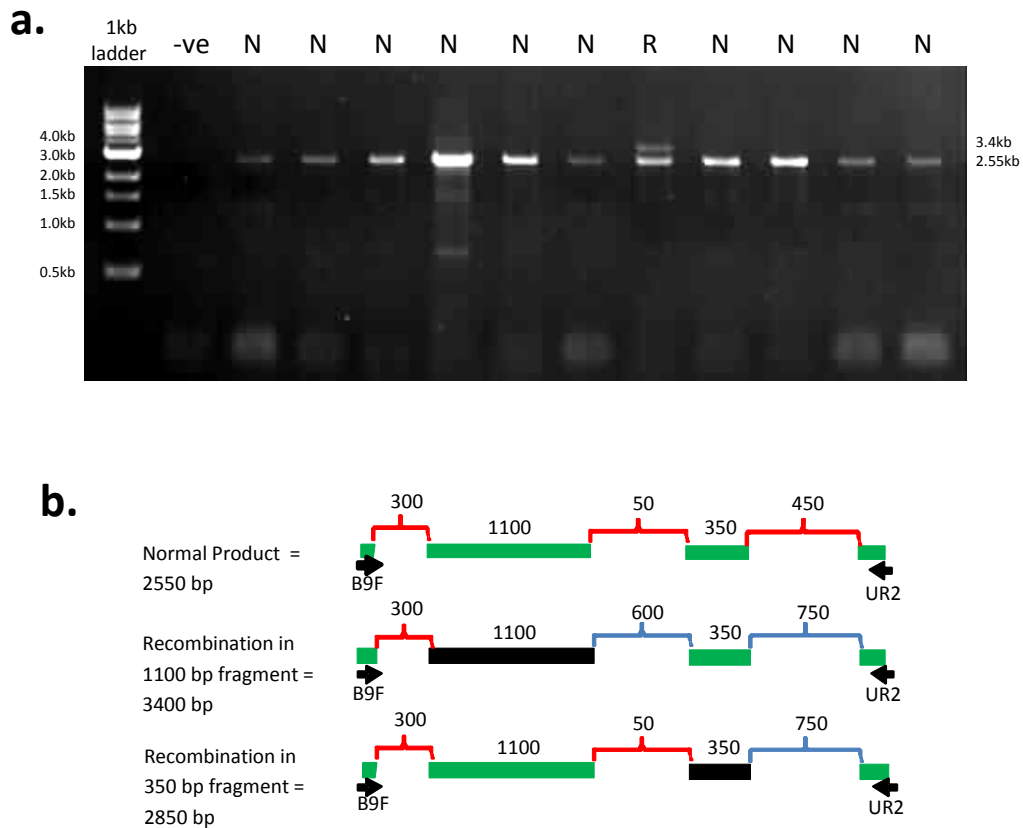 a.
1kb
ladder
-ve N N N N N N R N N N N
4.0kb
3.0kb
2.0kb
1.5kb
1.0kb
0.5kb
3.4kb
2.55kb
b.
300 1100 50 350 450
Normal Product =
2550 bp
B9F UR2
300 1100 600 350 750
Recombination in
1100 bp fragment =
3400 bp
B9F UR2
300 1100 50 350 750
Recombination in
350 bp fragment =
2850 bp
B9F UR2